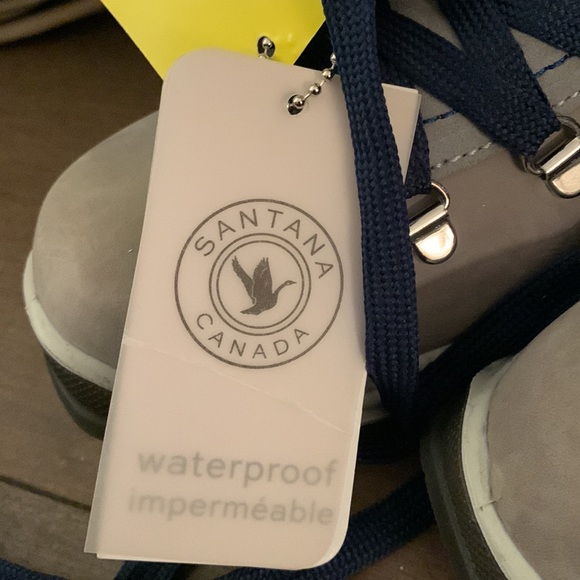 SANTANA
CANADA
waterproof
imperméable